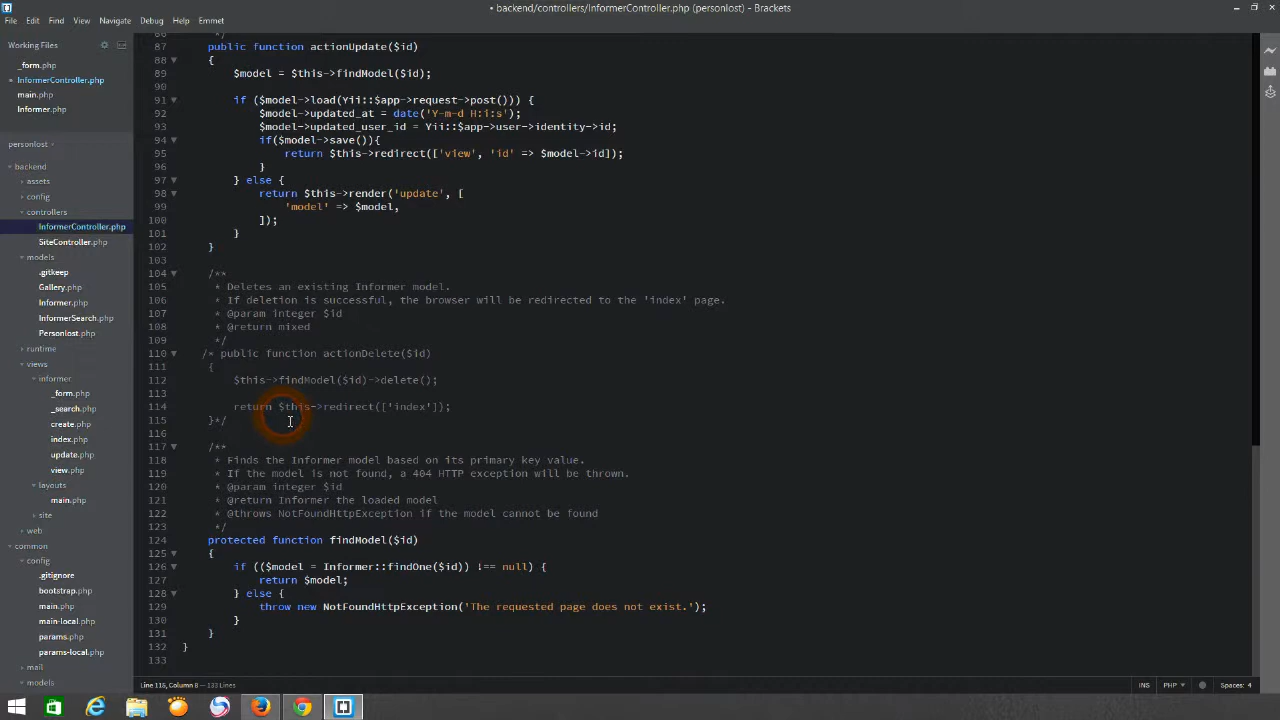 • backend/controllers/InformerController.php (personlost) - Brackets
File Edit Find View Navigate Debug Help Emmet
Working Files
_form.php
• InformerController.php
main.php
Informer.php
personlost
backend
assets
config
controllers
InformerController.php
SiteController.php
models
.gitkeep
Gallery.php
Informer.php
InformerSearch.php
Personlost.php
runtime
views
informer
_form.php
_search.php
create.php
index.php
update.php
view.php
layouts
main.php
site
web
common
config
.gitignore
bootstrap.php
main.php
main-local.php
params.php
params-local.php
mail
models
86 */
87 public function actionUpdate($id)
88 {
89 $model = $this->findModel($id);
90
91 if ($model->load(Yii::$app->request->post())) {
92 $model->updated_at = date('Y-m-d H:i:s');
93 $model->updated_user_id = Yii::$app->user->identity->id;
94 if($model->save()){
95 return $this->redirect(['view', 'id' => $model->id]);
96 }
97 } else {
98 return $this->render('update', [
99 'model' => $model,
100 ]);
101 }
102 }
103
104 /**
105 * Deletes an existing Informer model.
106 * If deletion is successful, the browser will be redirected to the 'index' page.
107 * @param integer $id
108 * @return mixed
109 */
110 /* public function actionDelete($id)
111 {
112 $this->findModel($id)->delete();
113
114 return $this->redirect(['index']);
115 }*/
116
117 /**
118 * Finds the Informer model based on its primary key value.
119 * If the model is not found, a 404 HTTP exception will be thrown.
120 * @param integer $id
121 * @return Informer the loaded model
122 * @throws NotFoundHttpException if the model cannot be found
123 */
124 protected function findModel($id)
125 {
126 if (($model = Informer::findOne($id)) !== null) {
127 return $model;
128 } else {
129 throw new NotFoundHttpException('The requested page does not exist.');
130 }
131 }
132 }
133
Line 115, Column 8 — 133 Lines
INS PHP Spaces: 4